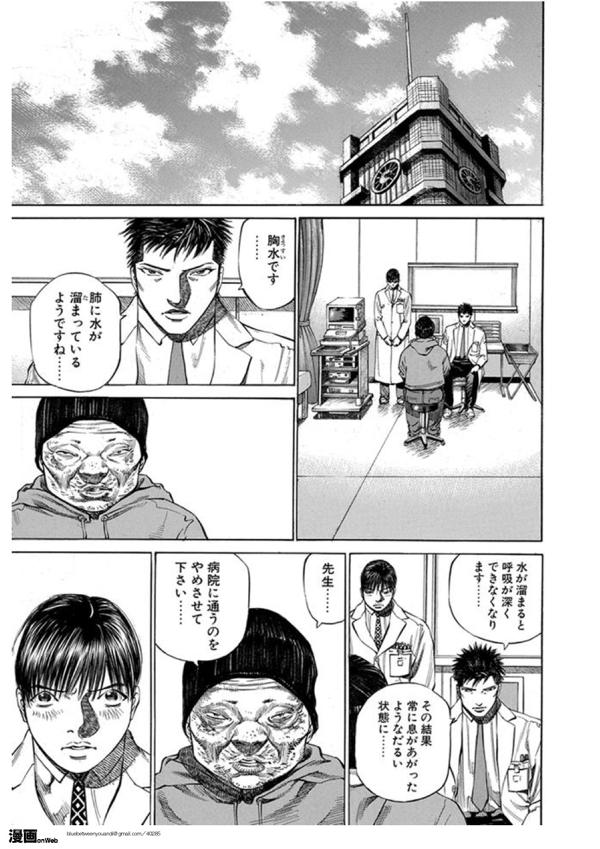 胸水です
……
肺に水が
溜まっている
ようですね……
水が溜まると
呼吸が深く
できなくなり
ます……
その結果
常に息があがった
ようなだるい
状態に……
先生……
病院に通うのを
やめさせて
下さい……
漫画 on Web
bluebetweenyouandi@gmail.com/40285